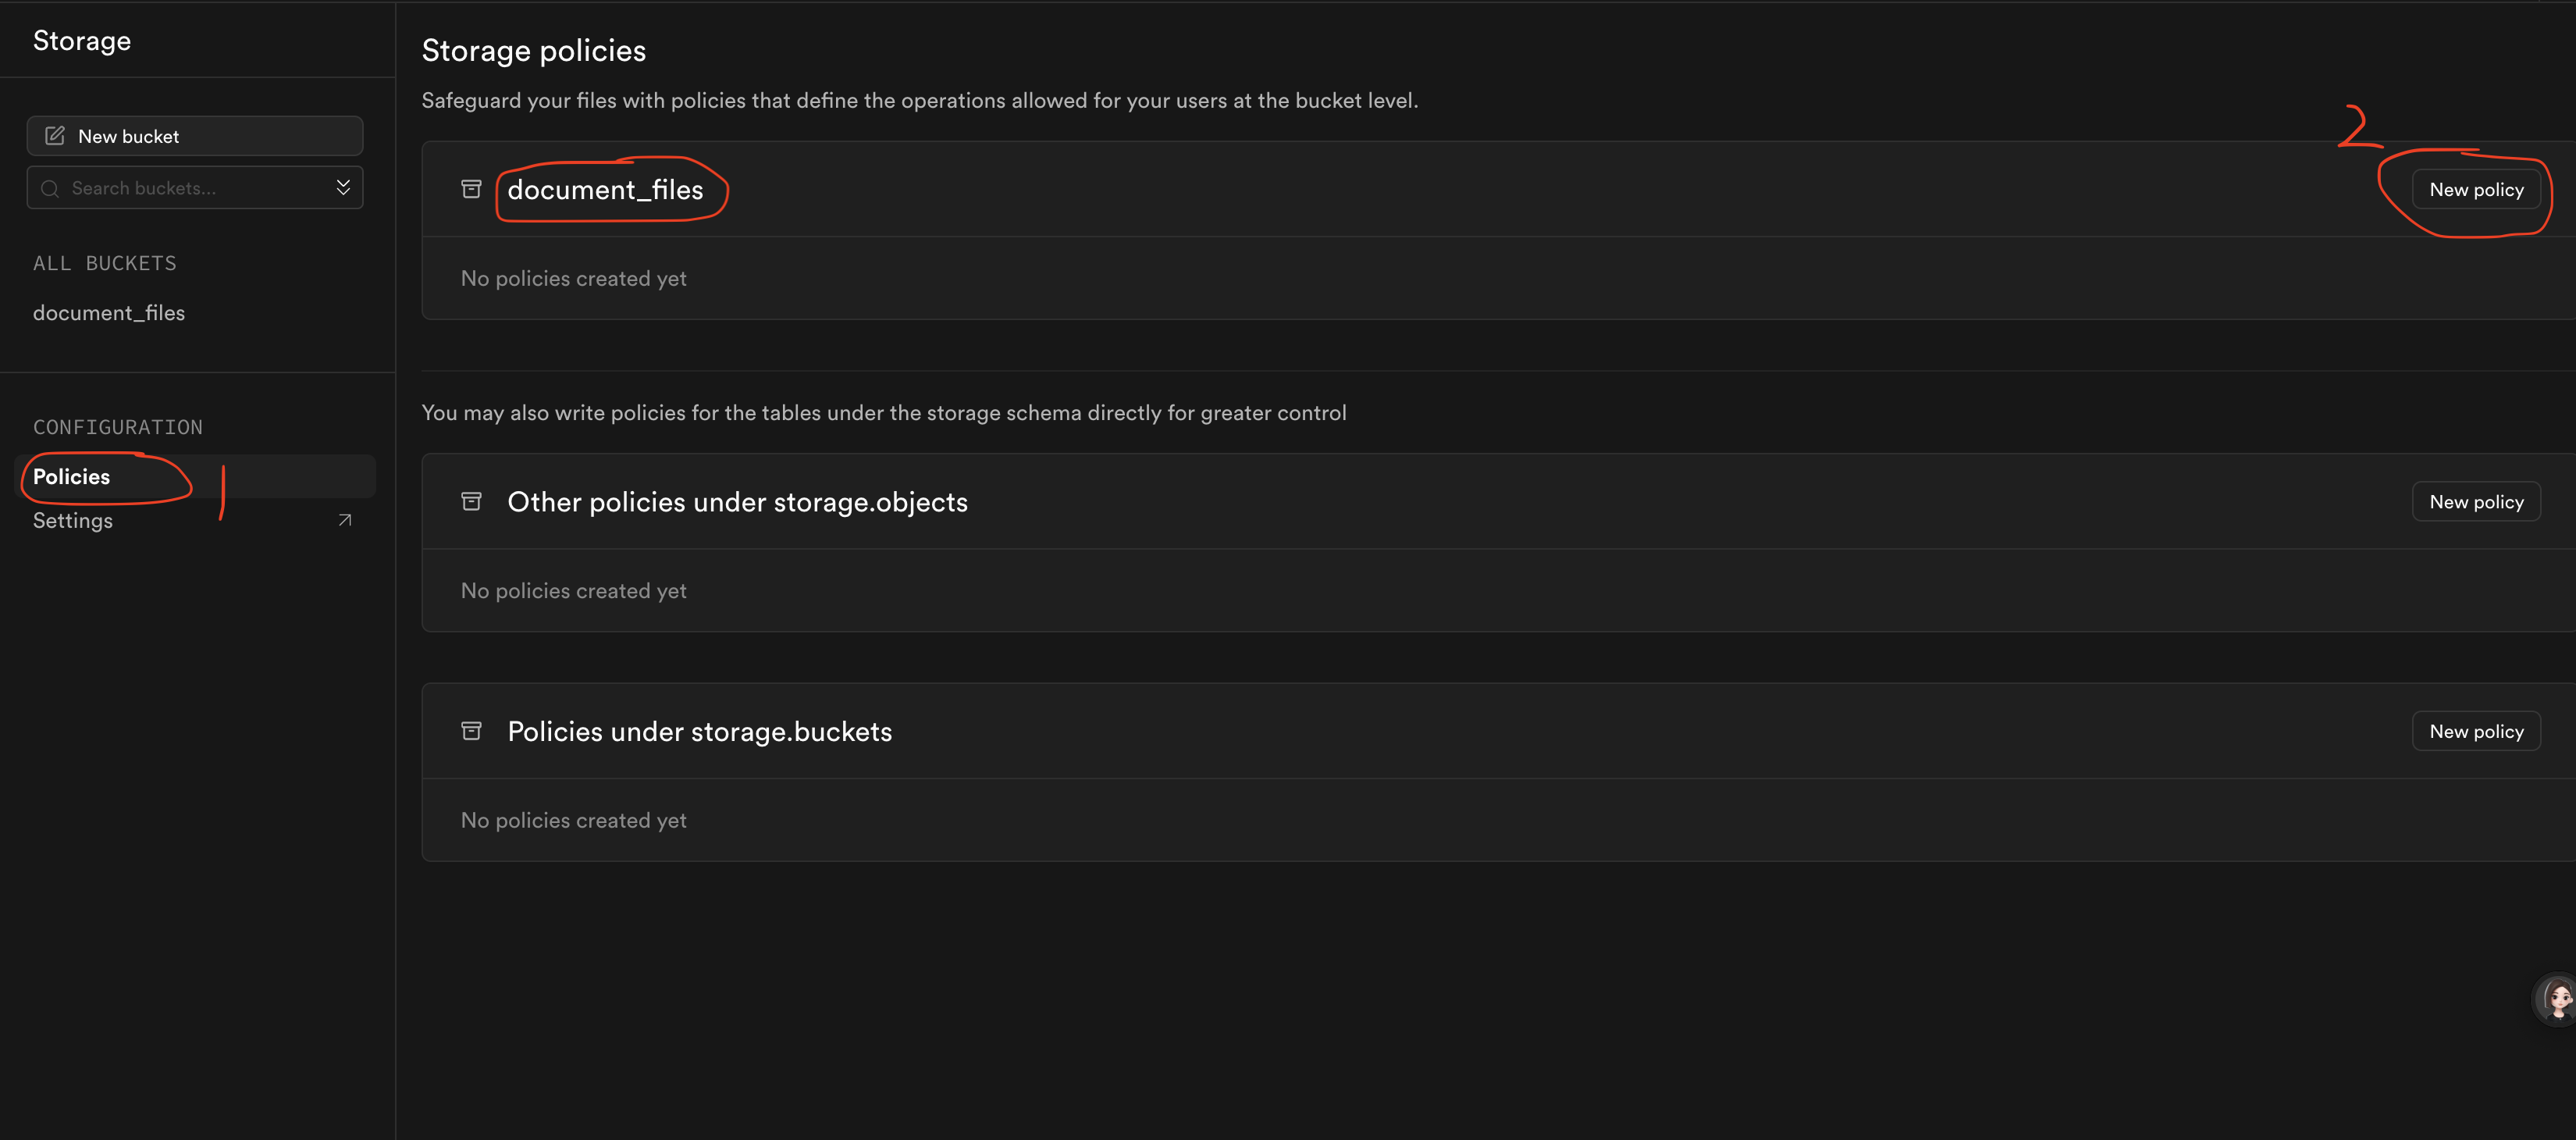 Storage
New bucket
Search buckets...
ALL BUCKETS
document_files
CONFIGURATION
Policies
1
Settings
Storage policies
Safeguard your files with policies that define the operations allowed for your users at the bucket level.
2
document_files
New policy
No policies created yet
You may also write policies for the tables under the storage schema directly for greater control
Other policies under storage.objects
New policy
No policies created yet
Policies under storage.buckets
New policy
No policies created yet